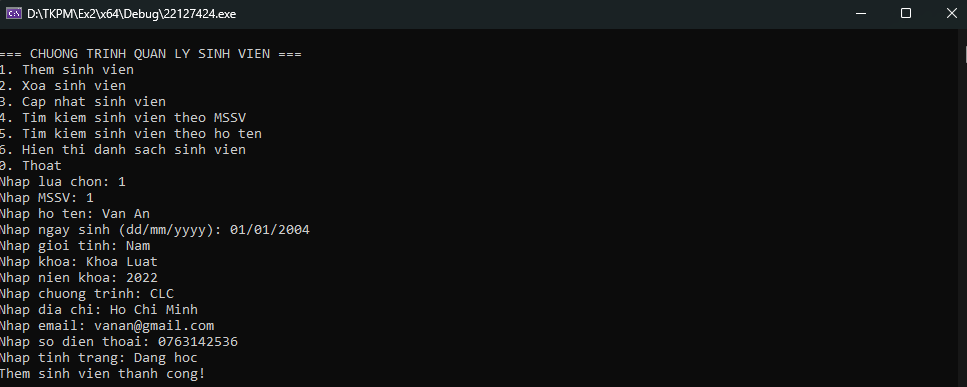 D:\TKPM\Ex2\x64\Debug\22127424.exe
=== CHUONG TRINH QUAN LY SINH VIEN ===
1. Them sinh vien
2. Xoa sinh vien
3. Cap nhat sinh vien
4. Tim kiem sinh vien theo MSSV
5. Tim kiem sinh vien theo ho ten
6. Hien thi danh sach sinh vien
0. Thoat
Nhap lua chon: 1
Nhap MSSV: 1
Nhap ho ten: Van An
Nhap ngay sinh (dd/mm/yyyy): 01/01/2004
Nhap gioi tinh: Nam
Nhap khoa: Khoa Luat
Nhap nien khoa: 2022
Nhap chuong trinh: CLC
Nhap dia chi: Ho Chi Minh
Nhap email: vanan@gmail.com
Nhap so dien thoai: 0763142536
Nhap tinh trang: Dang hoc
Them sinh vien thanh cong!